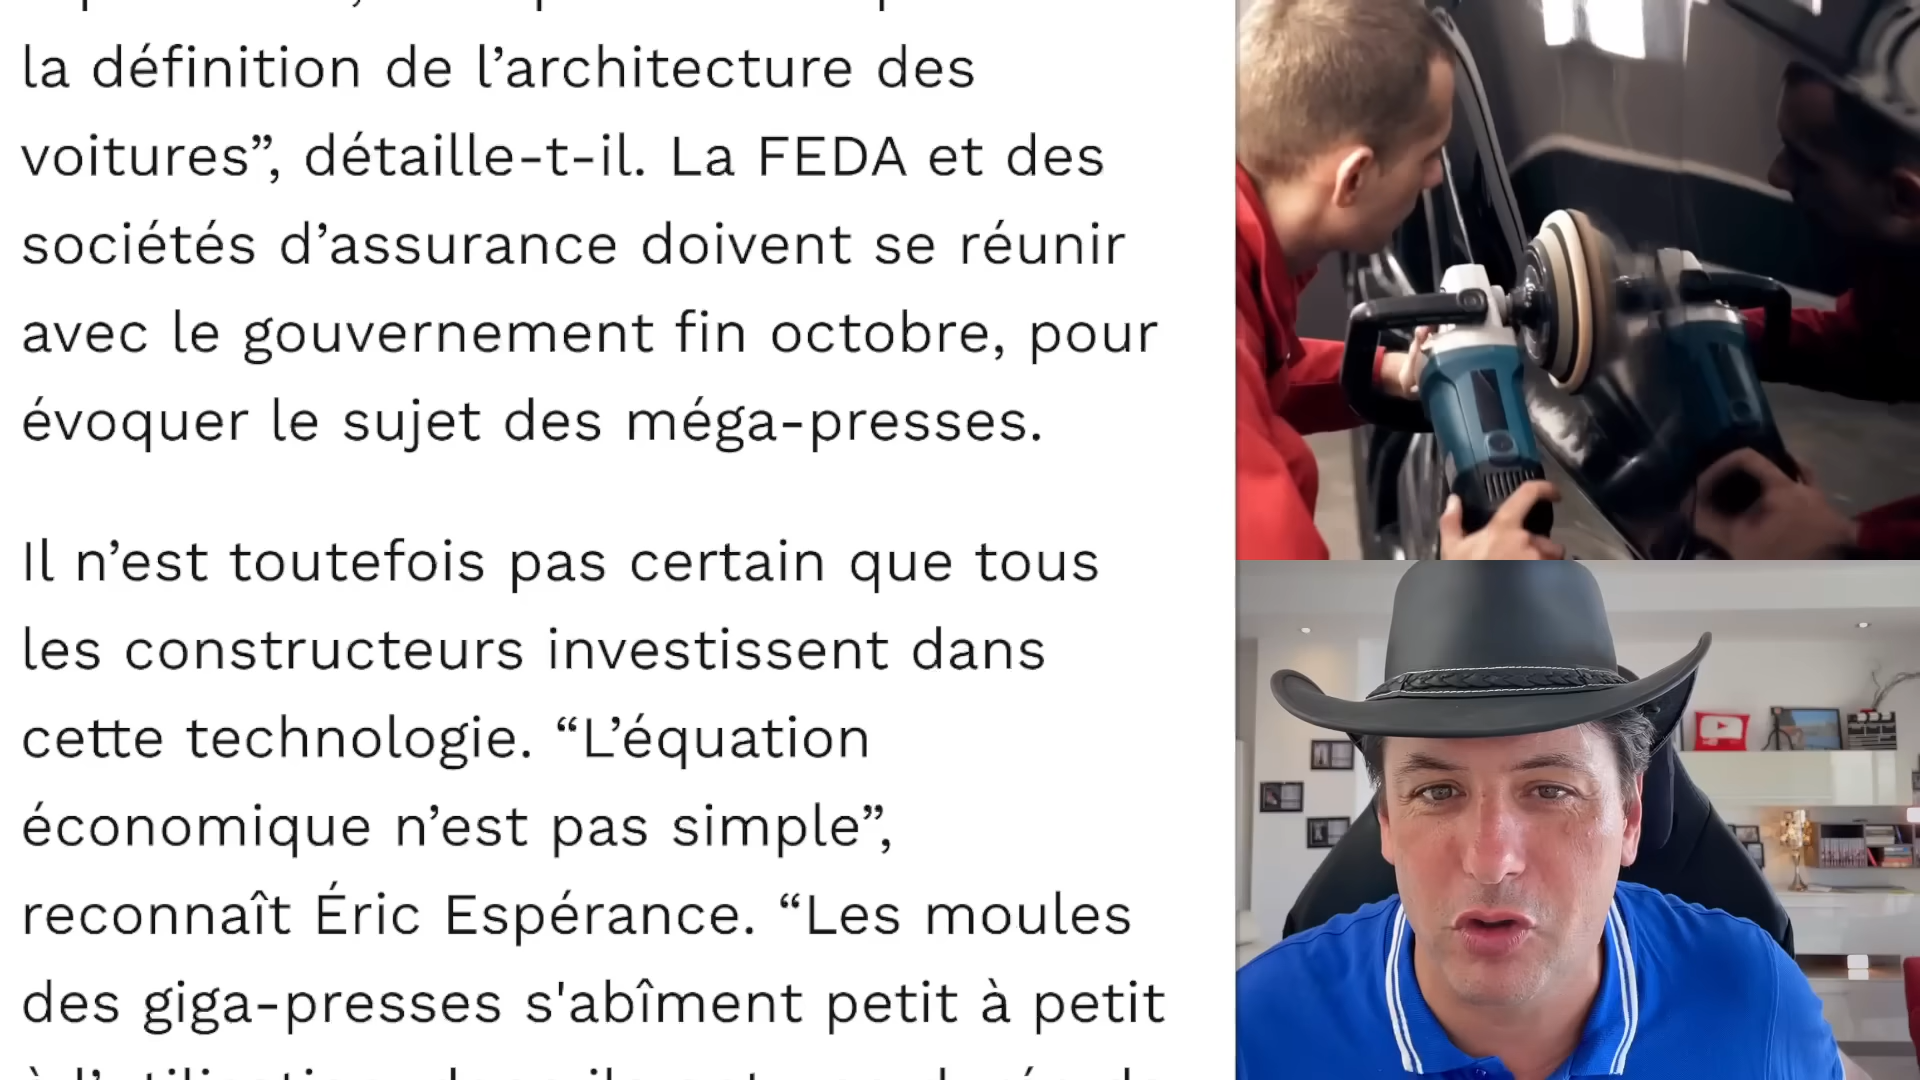 la définition de l’architecture des
voitures”, détaille-t-il. La FEDA et des
sociétés d’assurance doivent se réunir
avec le gouvernement fin octobre, pour
évoquer le sujet des méga-presses.
Il n’est toutefois pas certain que tous
les constructeurs investissent dans
cette technologie. “L’équation
économique n’est pas simple”,
reconnaît Éric Espérance. “Les moules
des giga-presses s'abîment petit à petit